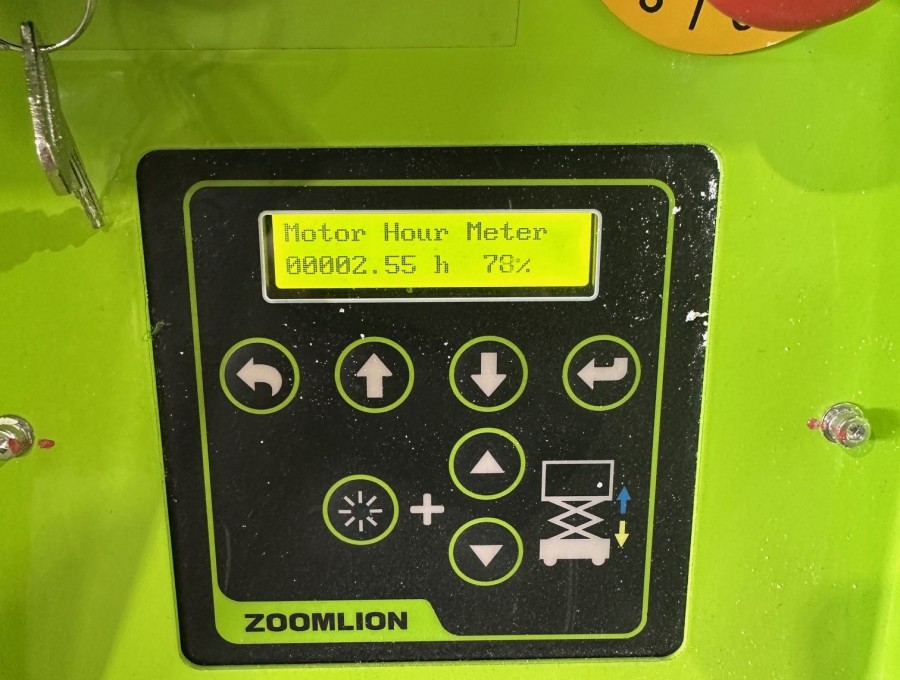 Motor Hour Meter
00002.55 h 78%
ZOOMLION